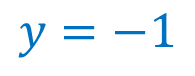 y = −1